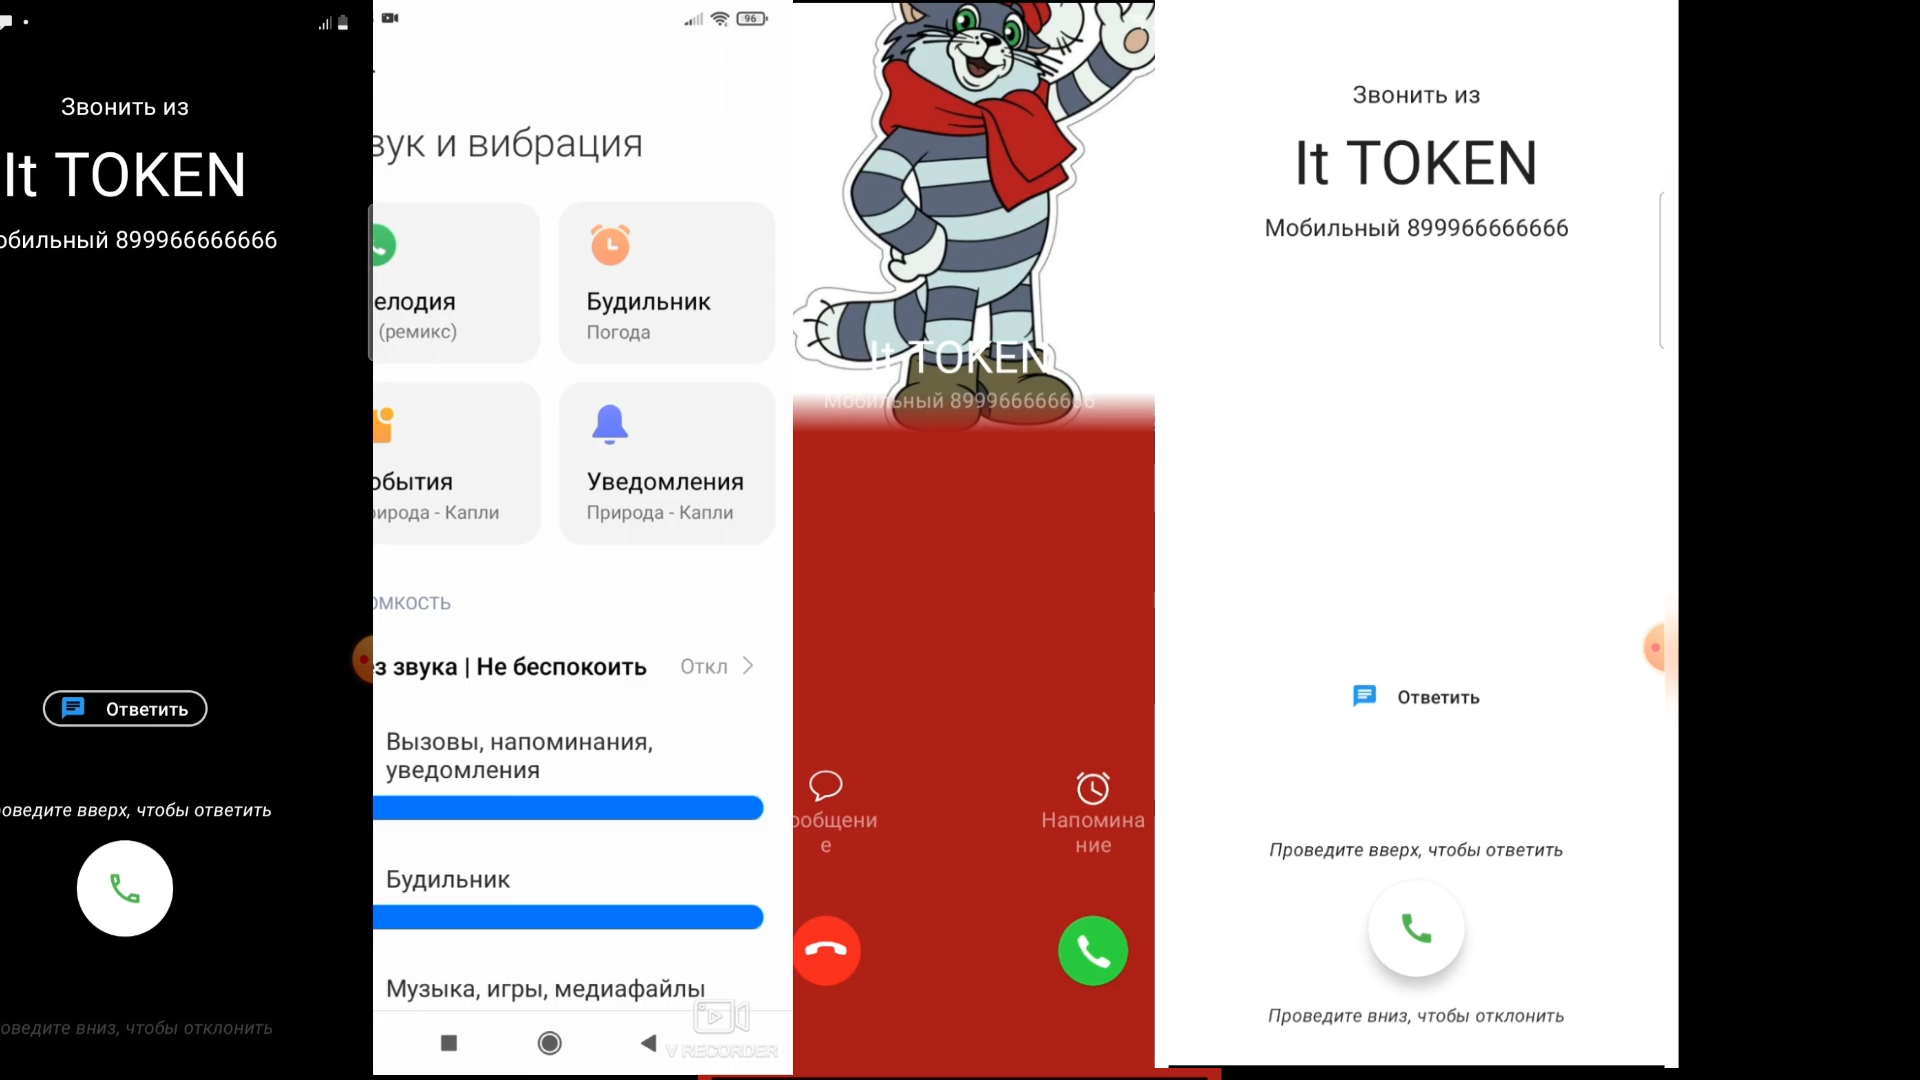 Звонить из
It TOKEN
обильный 899966666666
Ответить
оведите вверх, чтобы ответить
оведите вниз, чтобы отклонить
96
вук и вибрация
елодия
(ремикс)
Будильник
Погода
обытия
рирода - Капли
Уведомления
Природа - Капли
омкость
з звука | Не беспокоить
Откл
Вызовы, напоминания,
уведомления
Будильник
Музыка, игры, медиафайлы
V RECORDER
It TOKEN
Мобильный 899966666666
ообщени
е
Напомина
ние
Звонить из
It TOKEN
Мобильный 899966666666
Ответить
Проведите вверх, чтобы ответить
Проведите вниз, чтобы отклонить